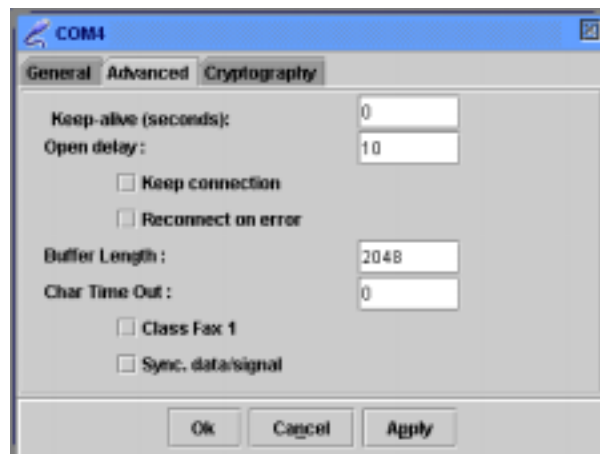 COM4
General Advanced Cryptography
Keep-alive (seconds): 0
Open delay: 10
Keep connection
Reconnect on error
Buffer Length: 2048
Char Time Out: 0
Class Fax 1
Sync. data/signal
Ok Cancel Apply